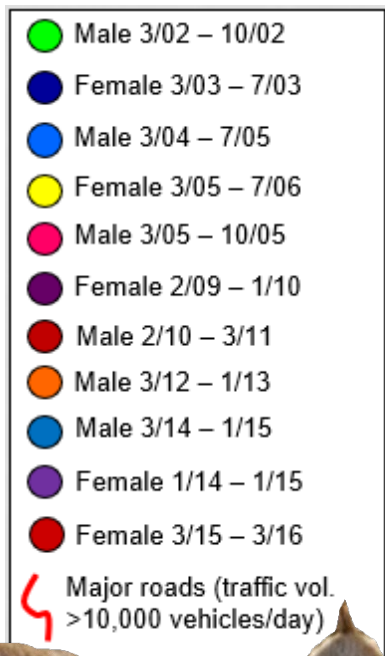 Male 3/02 – 10/02
Female 3/03 – 7/03
Male 3/04 – 7/05
Female 3/05 – 7/06
Male 3/05 – 10/05
Female 2/09 – 1/10
Male 2/10 – 3/11
Male 3/12 – 1/13
Male 3/14 – 1/15
Female 1/14 – 1/15
Female 3/15 – 3/16
Major roads (traffic vol.
>10,000 vehicles/day)